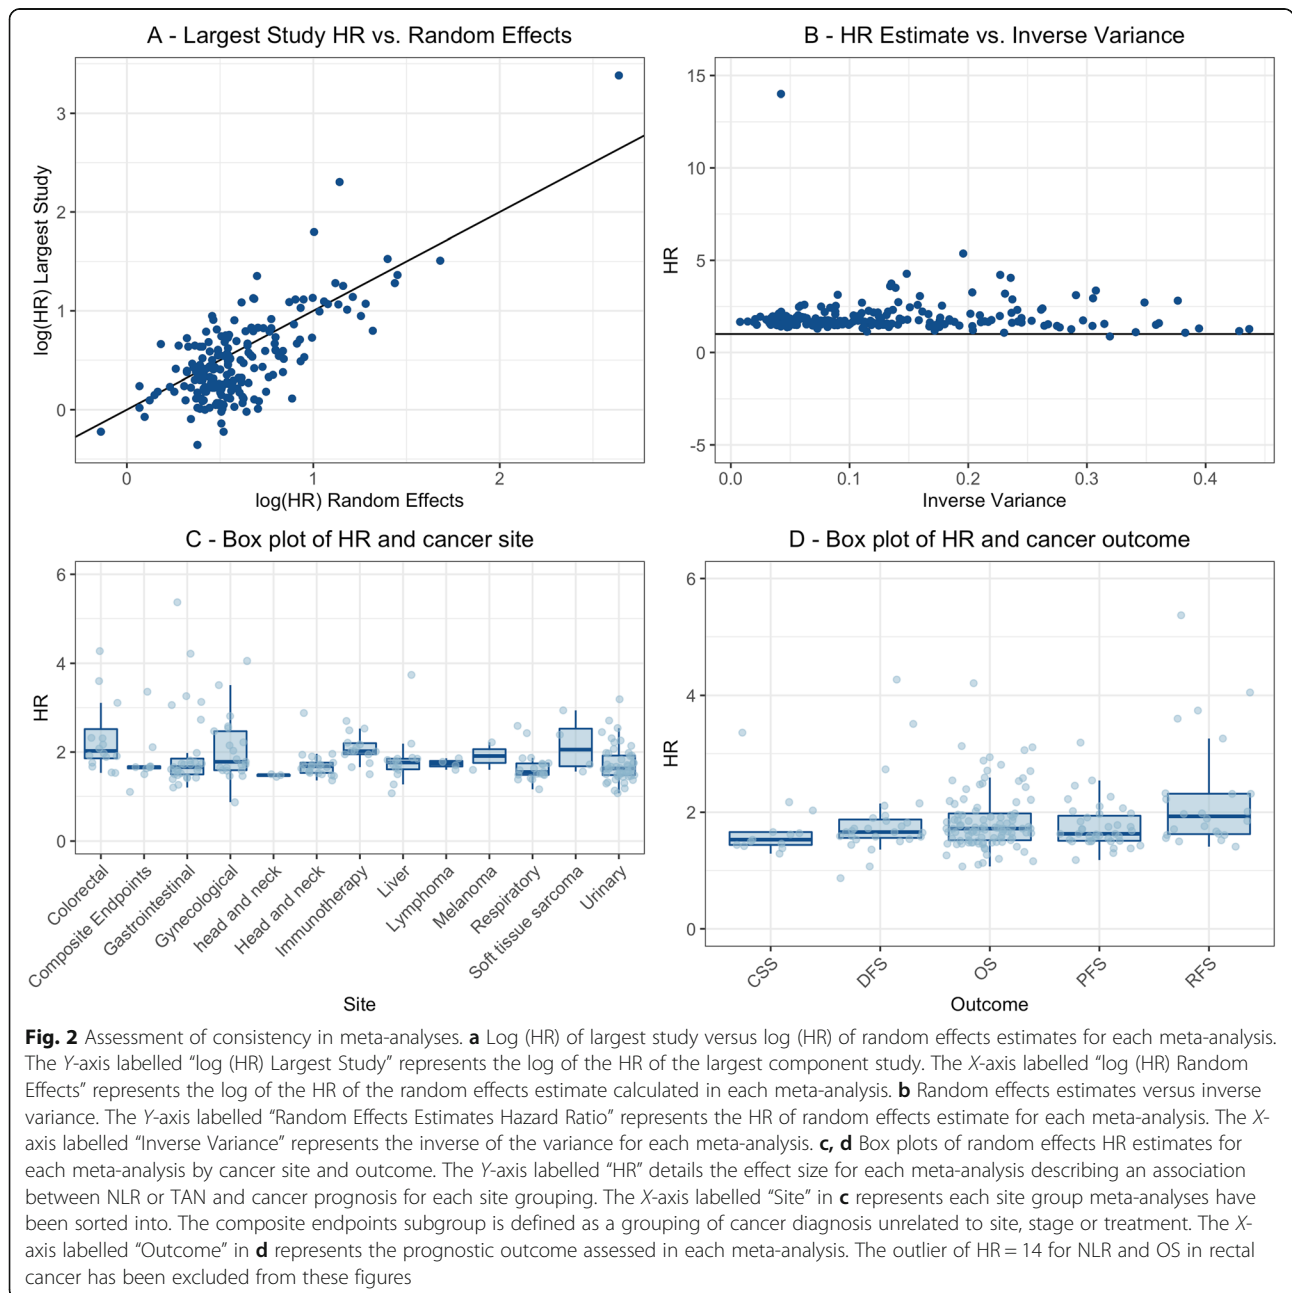 A - Largest Study HR vs. Random Effects
log(HR) Largest Study
3
2
1
0
0
1
2
log(HR) Random Effects
B - HR Estimate vs. Inverse Variance
HR
15
10
5
0
-5
0.0
0.1
0.2
0.3
0.4
Inverse Variance
C - Box plot of HR and cancer site
HR
6
4
2
0
Colorectal
Composite Endpoints
Gastrointestinal
Gynecological
head and neck
Head and neck
Immunotherapy
Liver
Lymphoma
Melanoma
Respiratory
Soft tissue sarcoma
Urinary
Site
D - Box plot of HR and cancer outcome
HR
6
4
2
0
CSS
DFS
OS
PFS
RFS
Outcome
Fig. 2 Assessment of consistency in meta-analyses. a Log (HR) of largest study versus log (HR) of random effects estimates for each meta-analysis.
The Y-axis labelled “log (HR) Largest Study” represents the log of the HR of the largest component study. The X-axis labelled “log (HR) Random
Effects” represents the log of the HR of the random effects estimate calculated in each meta-analysis. b Random effects estimates versus inverse
variance. The Y-axis labelled “Random Effects Estimates Hazard Ratio” represents the HR of random effects estimate for each meta-analysis. The X-
axis labelled “Inverse Variance” represents the inverse of the variance for each meta-analysis. c, d Box plots of random effects HR estimates for
each meta-analysis by cancer site and outcome. The Y-axis labelled “HR” details the effect size for each meta-analysis describing an association
between NLR or TAN and cancer prognosis for each site grouping. The X-axis labelled “Site” in c represents each site group meta-analyses have
been sorted into. The composite endpoints subgroup is defined as a grouping of cancer diagnosis unrelated to site, stage or treatment. The X-
axis labelled “Outcome” in d represents the prognostic outcome assessed in each meta-analysis. The outlier of HR = 14 for NLR and OS in rectal
cancer has been excluded from these figures